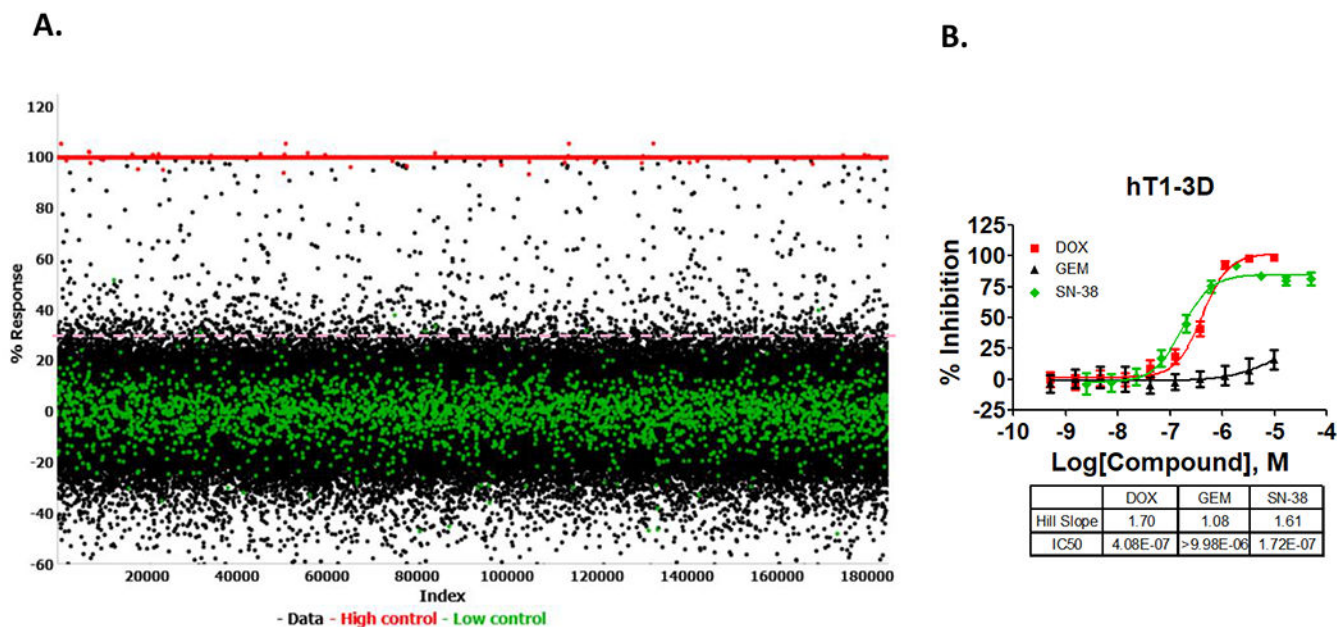 A.
120
100
80
60
40
20
0
-20
-40
-60
% Response
20000 40000 60000 80000 100000 120000 140000 160000 180000
Index
- Data - High control - Low control
B.
hT1-3D
125
100
75
50
25
0
-25
% Inhibition
DOX
GEM
SN-38
-10 -9 -8 -7 -6 -5 -4
Log[Compound], M
DOX GEM SN-38
Hill Slope 1.70 1.08 1.61
IC50 4.08E-07 >9.98E-06 1.72E-07